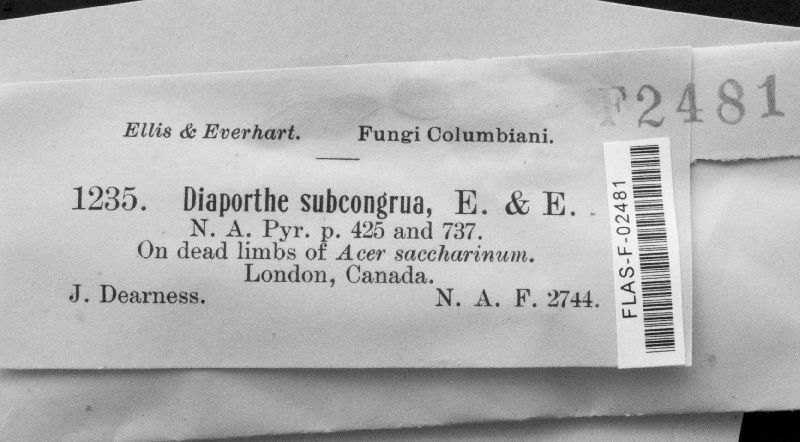 F2481
Ellis & Everhart. Fungi Columbiani.
1235. Diaporthe subcongrua, E. & E.
N. A. Pyr. p. 425 and 737.
On dead limbs of Acer saccharinum.
London, Canada.
J. Dearness. N. A. F. 2744.
FLAS-F-02481